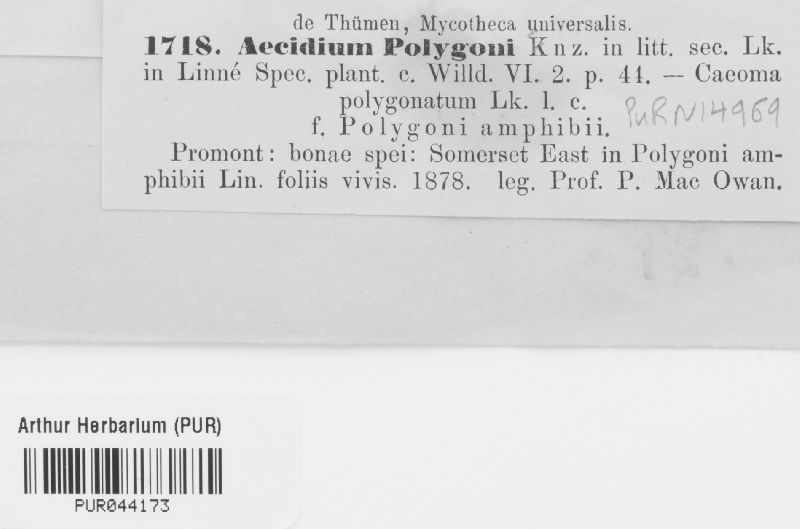 de Thümen, Mycotheca universalis.
1718. Aecidium Polygoni Knz. in litt. sec. Lk.
in Linné Spec. plant. c. Willd. VI. 2. p. 44. — Caeoma
polygonatum Lk. l. c.
PURN14969
f. Polygoni amphibii.
Promont: bonae spei: Somerset East in Polygoni am-
phibii Lin. foliis vivis. 1878. leg. Prof. P. Mac Owan.
Arthur Herbarium (PUR)
PUR044173